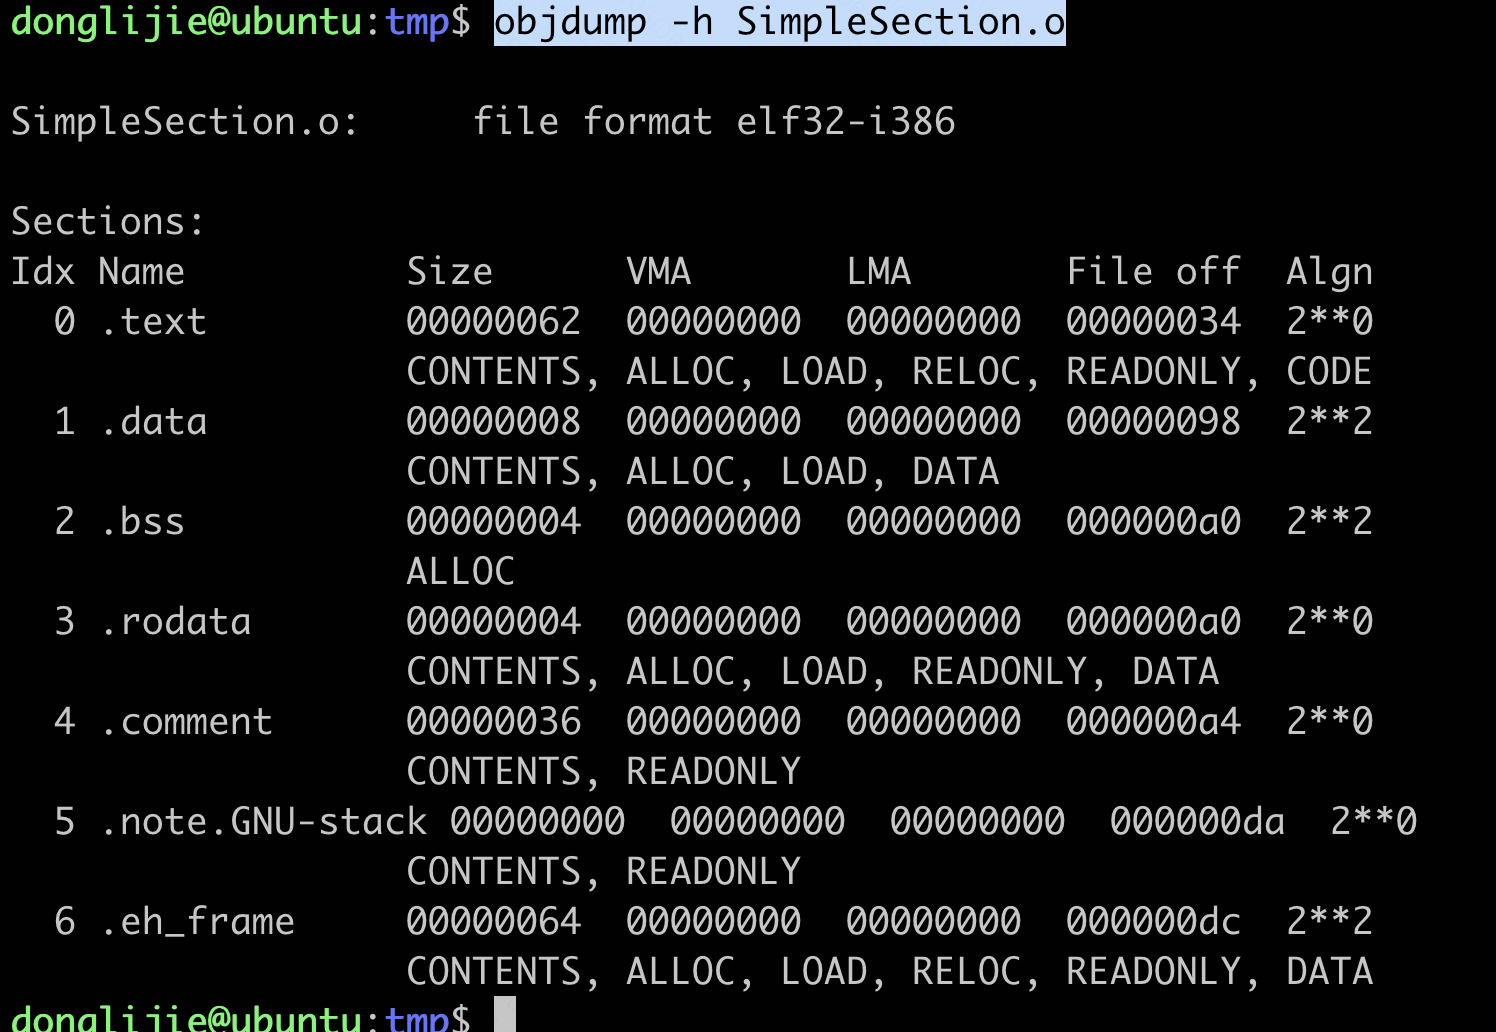 donglijie@ubuntu:tmp$ objdump -h SimpleSection.o
SimpleSection.o:     file format elf32-i386
Sections:
Idx Name          Size      VMA       LMA       File off  Algn
  0 .text         00000062  00000000  00000000  00000034  2**0
                  CONTENTS, ALLOC, LOAD, RELOC, READONLY, CODE
  1 .data         00000008  00000000  00000000  00000098  2**2
                  CONTENTS, ALLOC, LOAD, DATA
  2 .bss          00000004  00000000  00000000  000000a0  2**2
                  ALLOC
  3 .rodata       00000004  00000000  00000000  000000a0  2**0
                  CONTENTS, ALLOC, LOAD, READONLY, DATA
  4 .comment      00000036  00000000  00000000  000000a4  2**0
                  CONTENTS, READONLY
  5 .note.GNU-stack 00000000  00000000  00000000  000000da  2**0
                  CONTENTS, READONLY
  6 .eh_frame     00000064  00000000  00000000  000000dc  2**2
                  CONTENTS, ALLOC, LOAD, RELOC, READONLY, DATA
donglijie@ubuntu:tmp$